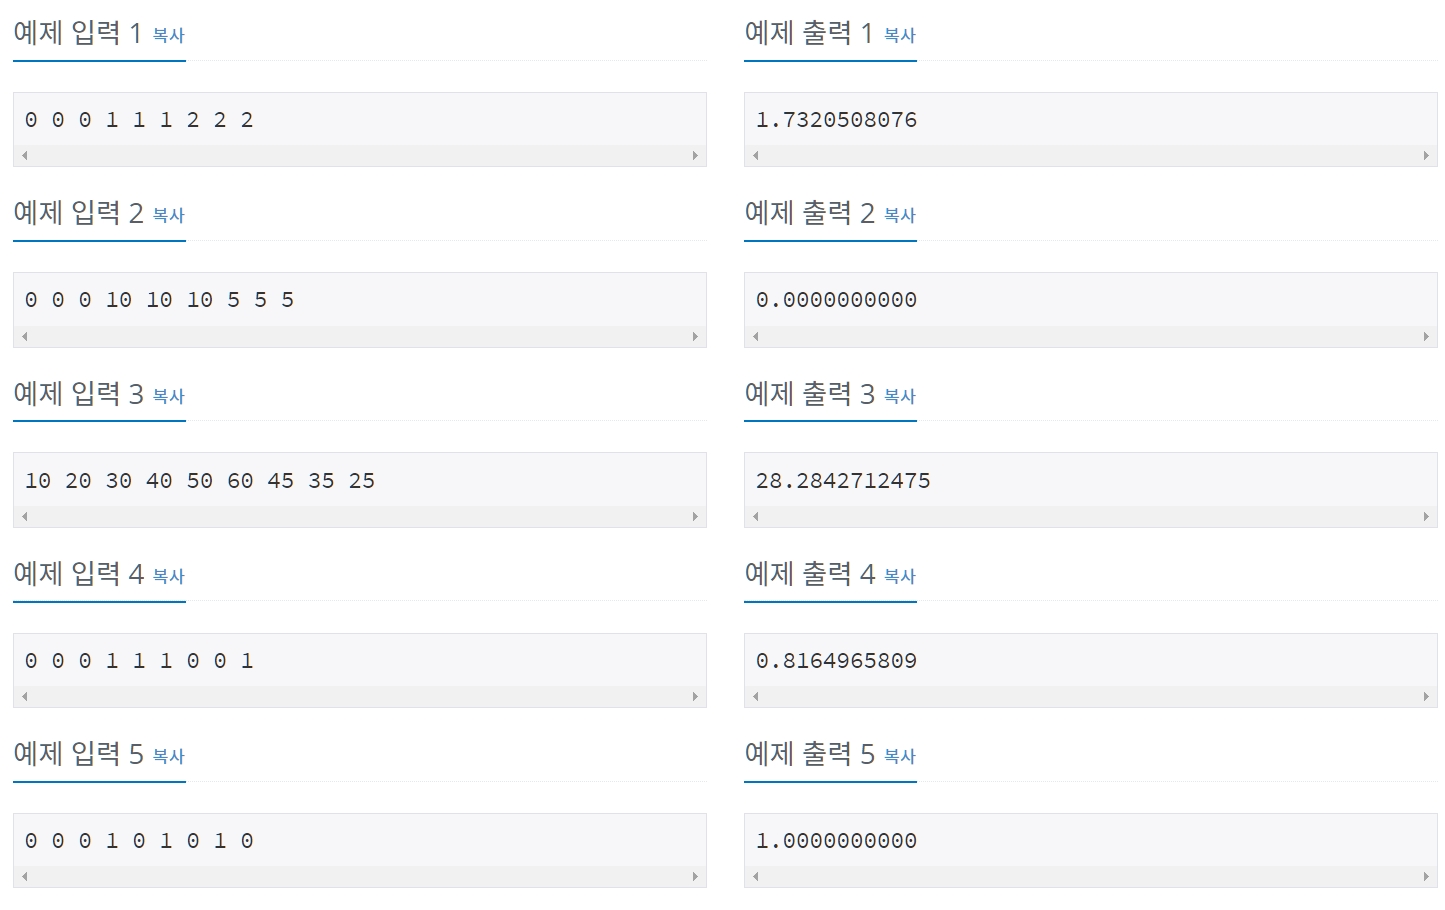 예제 입력 1 복사
예제 출력 1 복사
0 0 0 1 1 1 2 2 2
1.7320508076
예제 입력 2 복사
예제 출력 2 복사
0 0 0 10 10 10 5 5 5
0.0000000000
예제 입력 3 복사
예제 출력 3 복사
10 20 30 40 50 60 45 35 25
28.2842712475
예제 입력 4 복사
예제 출력 4 복사
0 0 0 1 1 1 0 0 1
0.8164965809
예제 입력 5 복사
예제 출력 5 복사
0 0 0 1 0 1 0 1 0
1.0000000000